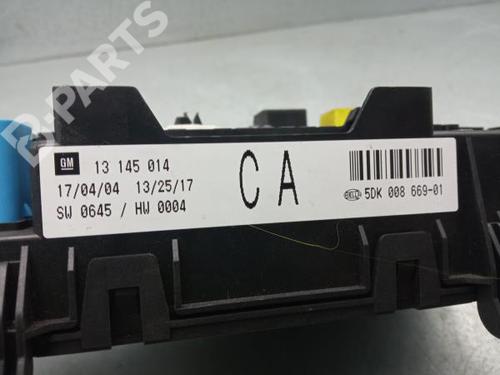 B-PARTS
GM 13 145 014
17/04/04 13/25/17
SW 0645 / HW 0004
CA
HELLA 5DK 008 669-01